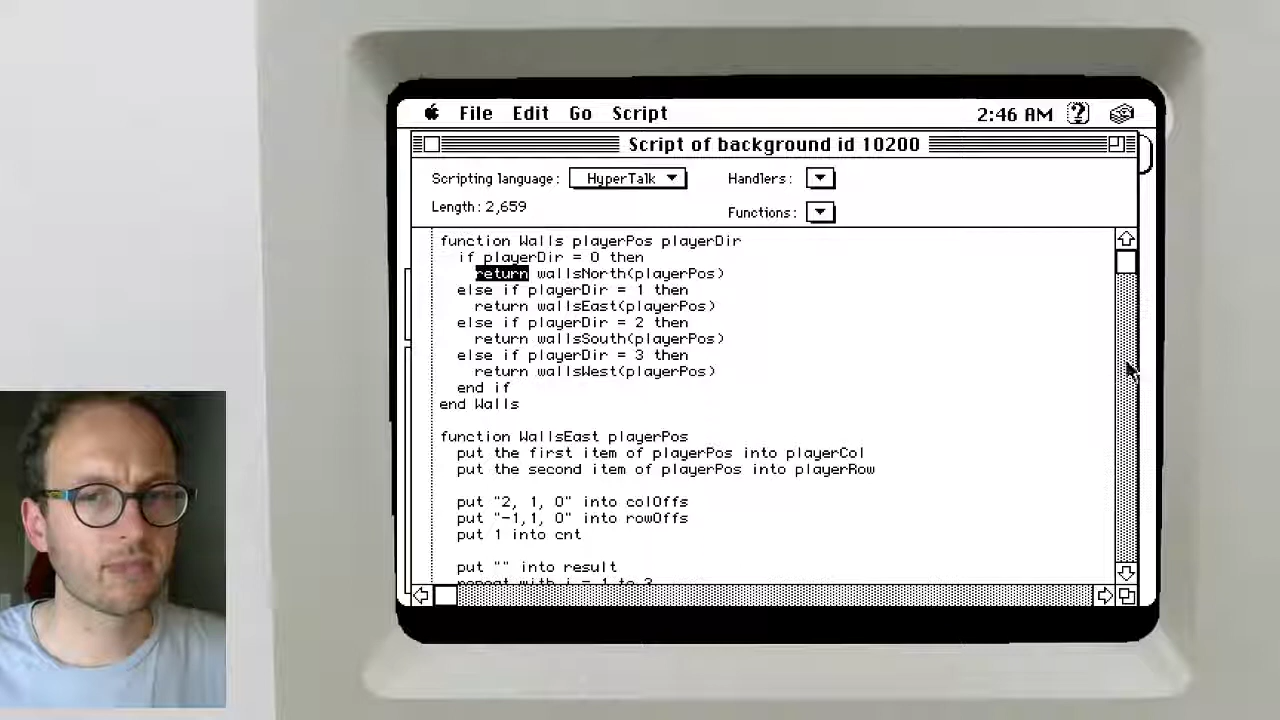 File Edit Go Script 2:46 AM
Script of background id 10200
Scripting language: HyperTalk Handlers:
Length: 2,659
Functions:
function Walls playerPos playerDir
if playerDir = 0 then
return wallsNorth(playerPos)
else if playerDir = 1 then
return wallsEast(playerPos)
else if playerDir = 2 then
return wallsSouth(playerPos)
else if playerDir = 3 then
return wallsWest(playerPos)
end if
end Walls
function WallsEast playerPos
put the first item of playerPos into playerCol
put the second item of playerPos into playerRow
put "2, 1, 0" into colOffs
put "-1,1, 0" into rowOffs
put 1 into cnt
put "" into result
repeat with i = 1 to 3